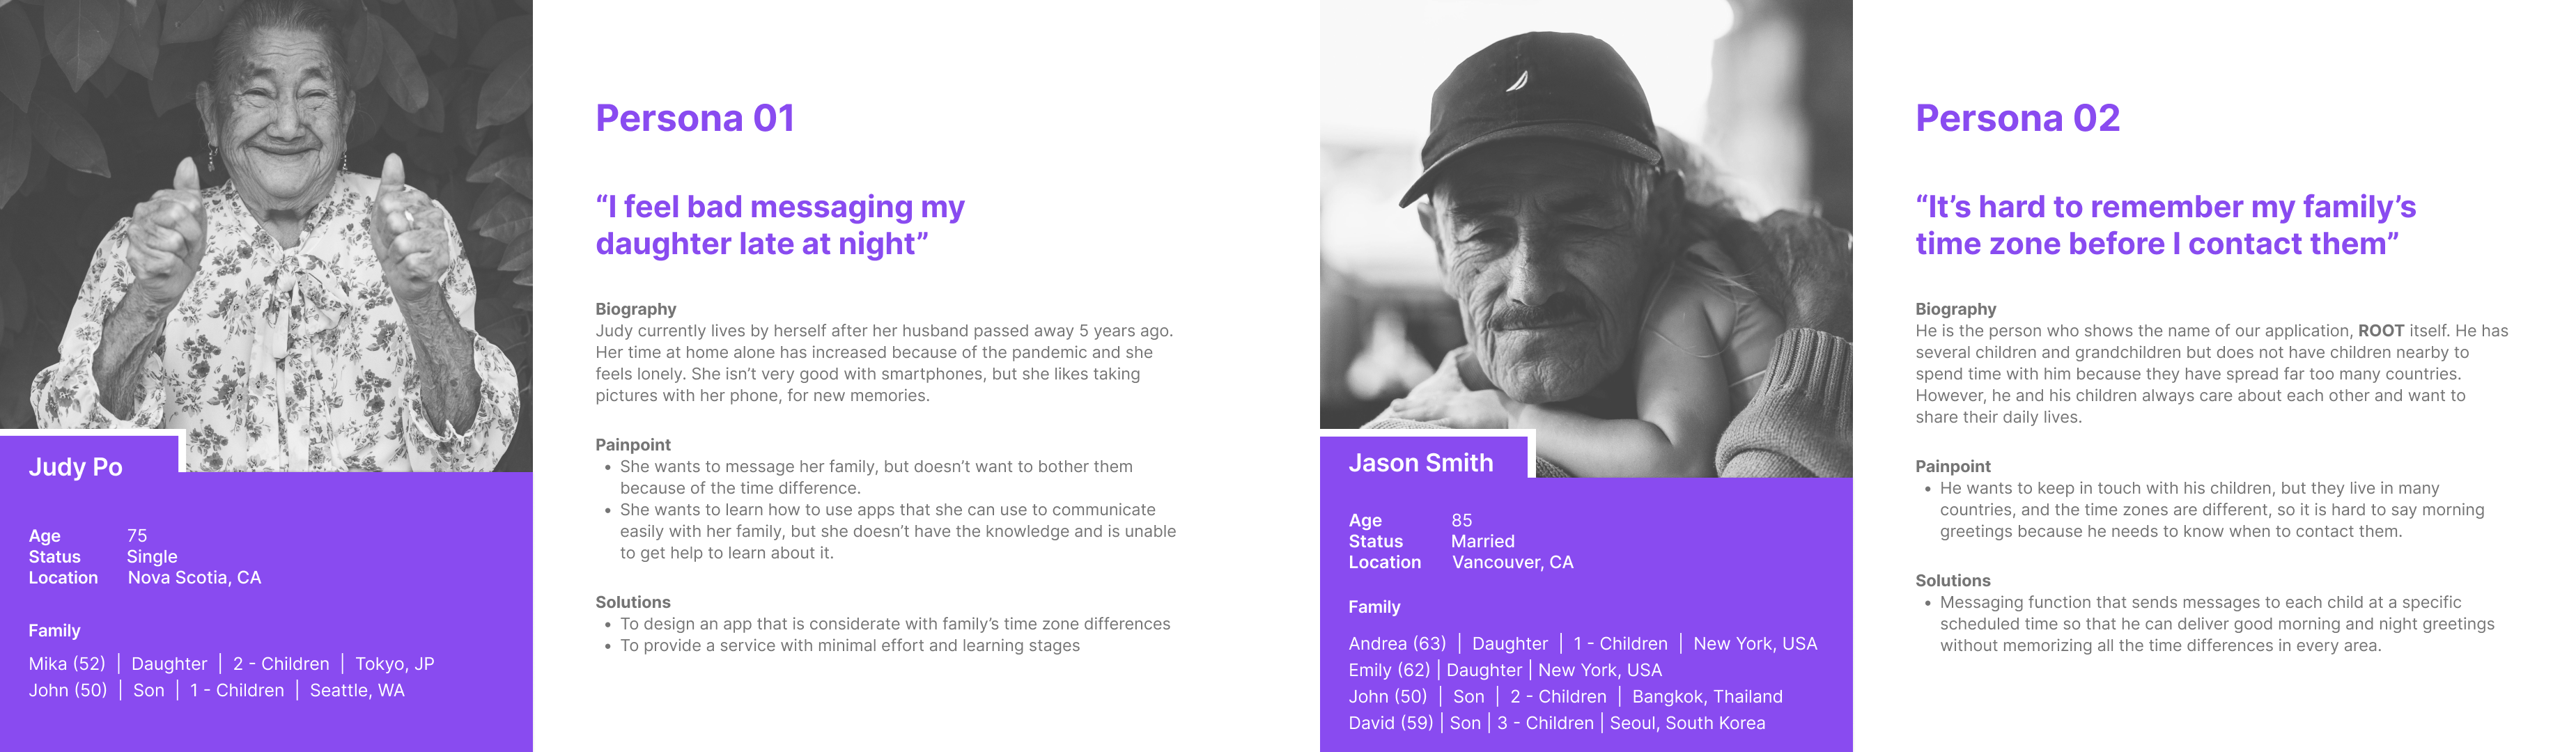 Persona 01
“I feel bad messaging my
daughter late at night”
Biography
Judy currently lives by herself after her husband passed away 5 years ago.
Her time at home alone has increased because of the pandemic and she
feels lonely. She isn’t very good with smartphones, but she likes taking
pictures with her phone, for new memories.
Painpoint
• She wants to message her family, but doesn’t want to bother them
because of the time difference.
• She wants to learn how to use apps that she can use to communicate
easily with her family, but she doesn’t have the knowledge and is unable
to get help to learn about it.
Solutions
• To design an app that is considerate with family’s time zone differences
• To provide a service with minimal effort and learning stages
Judy Po
Age 75
Status Single
Location Nova Scotia, CA
Family
Mika (52) | Daughter | 2 - Children | Tokyo, JP
John (50) | Son | 1 - Children | Seattle, WA
Persona 02
“It’s hard to remember my family’s
time zone before I contact them”
Biography
He is the person who shows the name of our application, ROOT itself. He has
several children and grandchildren but does not have children nearby to
spend time with him because they have spread far too many countries.
However, he and his children always care about each other and want to
share their daily lives.
Painpoint
• He wants to keep in touch with his children, but they live in many
countries, and the time zones are different, so it is hard to say morning
greetings because he needs to know when to contact them.
Solutions
• Messaging function that sends messages to each child at a specific
scheduled time so that he can deliver good morning and night greetings
without memorizing all the time differences in every area.
Jason Smith
Age 85
Status Married
Location Vancouver, CA
Family
Andrea (63) | Daughter | 1 - Children | New York, USA
Emily (62) | Daughter | New York, USA
John (50) | Son | 2 - Children | Bangkok, Thailand
David (59) | Son | 3 - Children | Seoul, South Korea